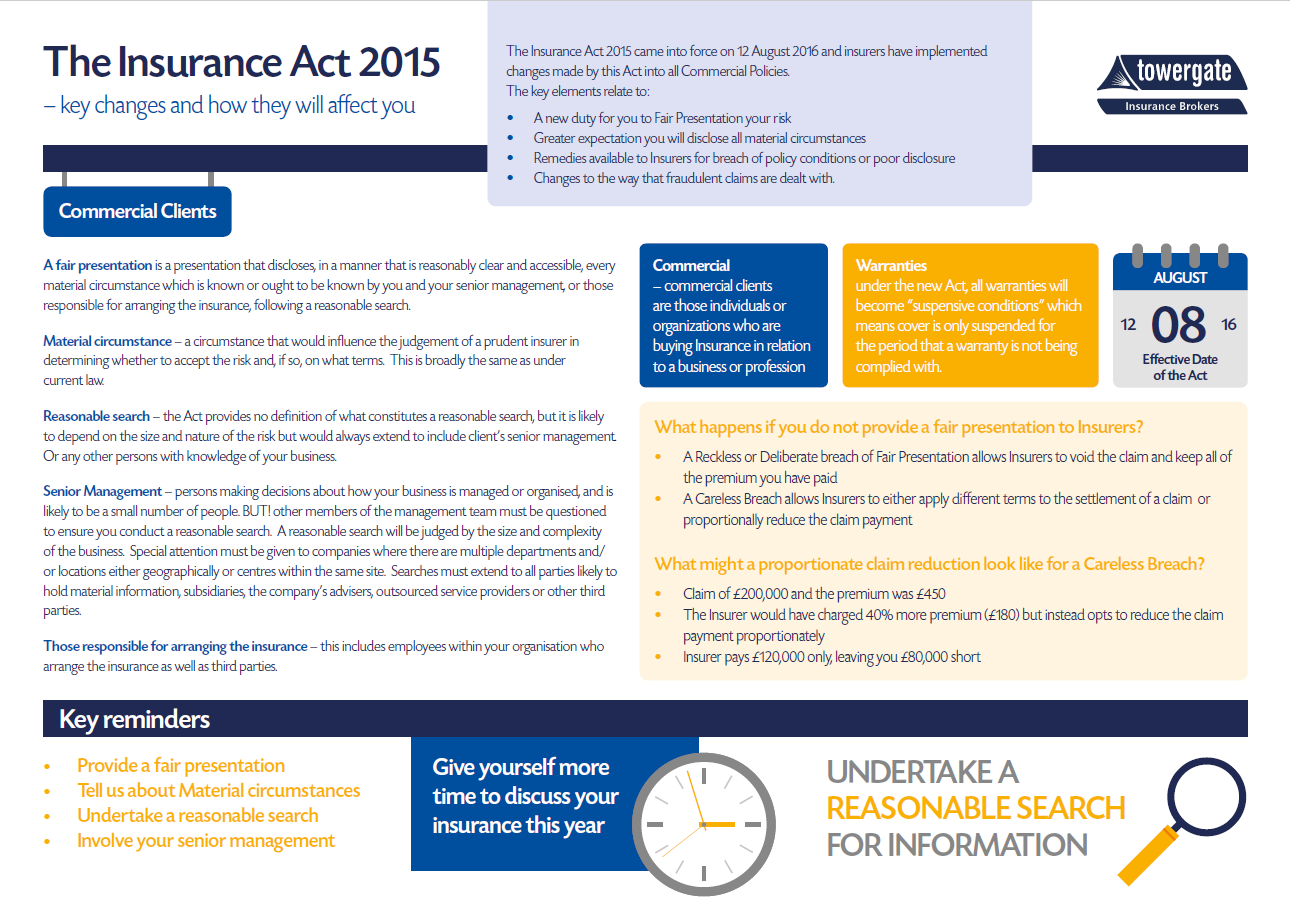 The Insurance Act 2015
– key changes and how they will affect you
The Insurance Act 2015 came into force on 12 August 2016 and insurers have implemented
changes made by this Act into all Commercial Policies.
The key elements relate to:
• A new duty for you to Fair Presentation your risk
• Greater expectation you will disclose all material circumstances
• Remedies available to Insurers for breach of policy conditions or poor disclosure
• Changes to the way that fraudulent claims are dealt with.
towergate
Insurance Brokers
Commercial Clients
A fair presentation is a presentation that discloses, in a manner that is reasonably clear and accessible, every
material circumstance which is known or ought to be known by you and your senior management, or those
responsible for arranging the insurance, following a reasonable search.
Material circumstance – a circumstance that would influence the judgement of a prudent insurer in
determining whether to accept the risk and, if so, on what terms. This is broadly the same as under
current law.
Reasonable search – the Act provides no definition of what constitutes a reasonable search, but it is likely
to depend on the size and nature of the risk but would always extend to include client's senior management.
Or any other persons with knowledge of your business.
Senior Management – persons making decisions about how your business is managed or organised, and is
likely to be a small number of people. BUT! other members of the management team must be questioned
to ensure you conduct a reasonable search. A reasonable search will be judged by the size and complexity
of the business. Special attention must be given to companies where there are multiple departments and/
or locations either geographically or centres within the same site. Searches must extend to all parties likely to
hold material information, subsidiaries, the company's advisers, outsourced service providers or other third
parties.
Those responsible for arranging the insurance – this includes employees within your organisation who
arrange the insurance as well as third parties.
Commercial
– commercial clients
are those individuals or
organizations who are
buying Insurance in relation
to a business or profession
Warranties
under the new Act, all warranties will
become "suspensive conditions" which
means cover is only suspended for
the period that a warranty is not being
complied with.
AUGUST
12 08 16
Effective Date
of the Act
What happens if you do not provide a fair presentation to Insurers?
• A Reckless or Deliberate breach of Fair Presentation allows Insurers to void the claim and keep all of
the premium you have paid
• A Careless Breach allows Insurers to either apply different terms to the settlement of a claim or
proportionally reduce the claim payment
What might a proportionate claim reduction look like for a Careless Breach?
• Claim of £200,000 and the premium was £450
• The Insurer would have charged 40% more premium (£180) but instead opts to reduce the claim
payment proportionately
• Insurer pays £120,000 only, leaving you £80,000 short
Key reminders
• Provide a fair presentation
• Tell us about Material circumstances
• Undertake a reasonable search
• Involve your senior management
Give yourself more
time to discuss your
insurance this year
UNDERTAKE A
REASONABLE SEARCH
FOR INFORMATION